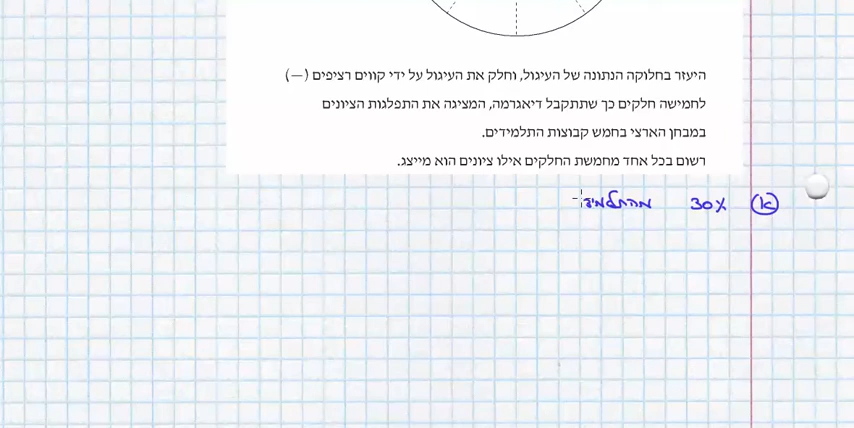 היעזר בחלוקה הנתונה של העיגול, וחלק את העיגול על ידי קווים רציפים (—)
לחמישה חלקים כך שתתקבל דיאגרמה, המציגה את התפלגות הציונים
במבחן הארצי בחמש קבוצות התלמידים.
רשום בכל אחד מחמשת החלקים אילו ציונים הוא מייצג.
א 30% מהתלמיד